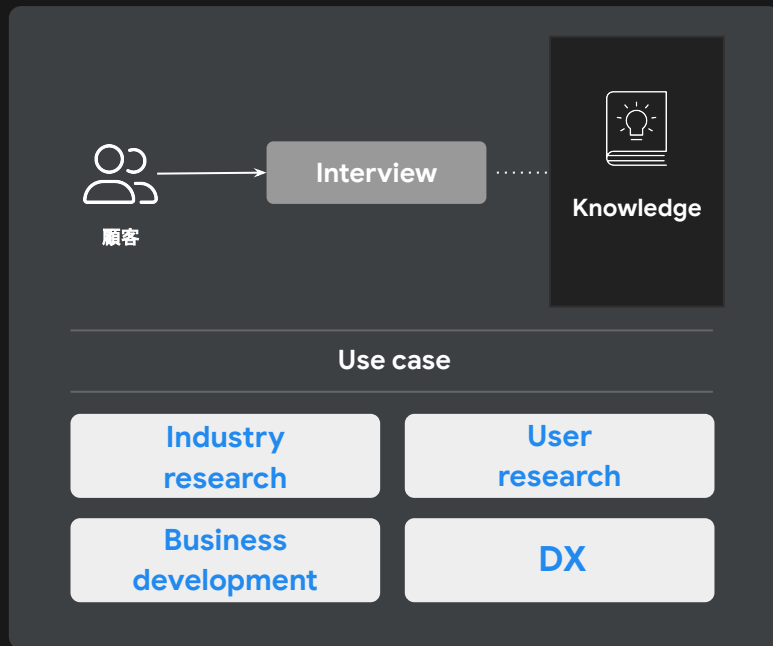 Interview
Knowledge
顧客
Use case
Industry
research
User
research
Business
development
DX